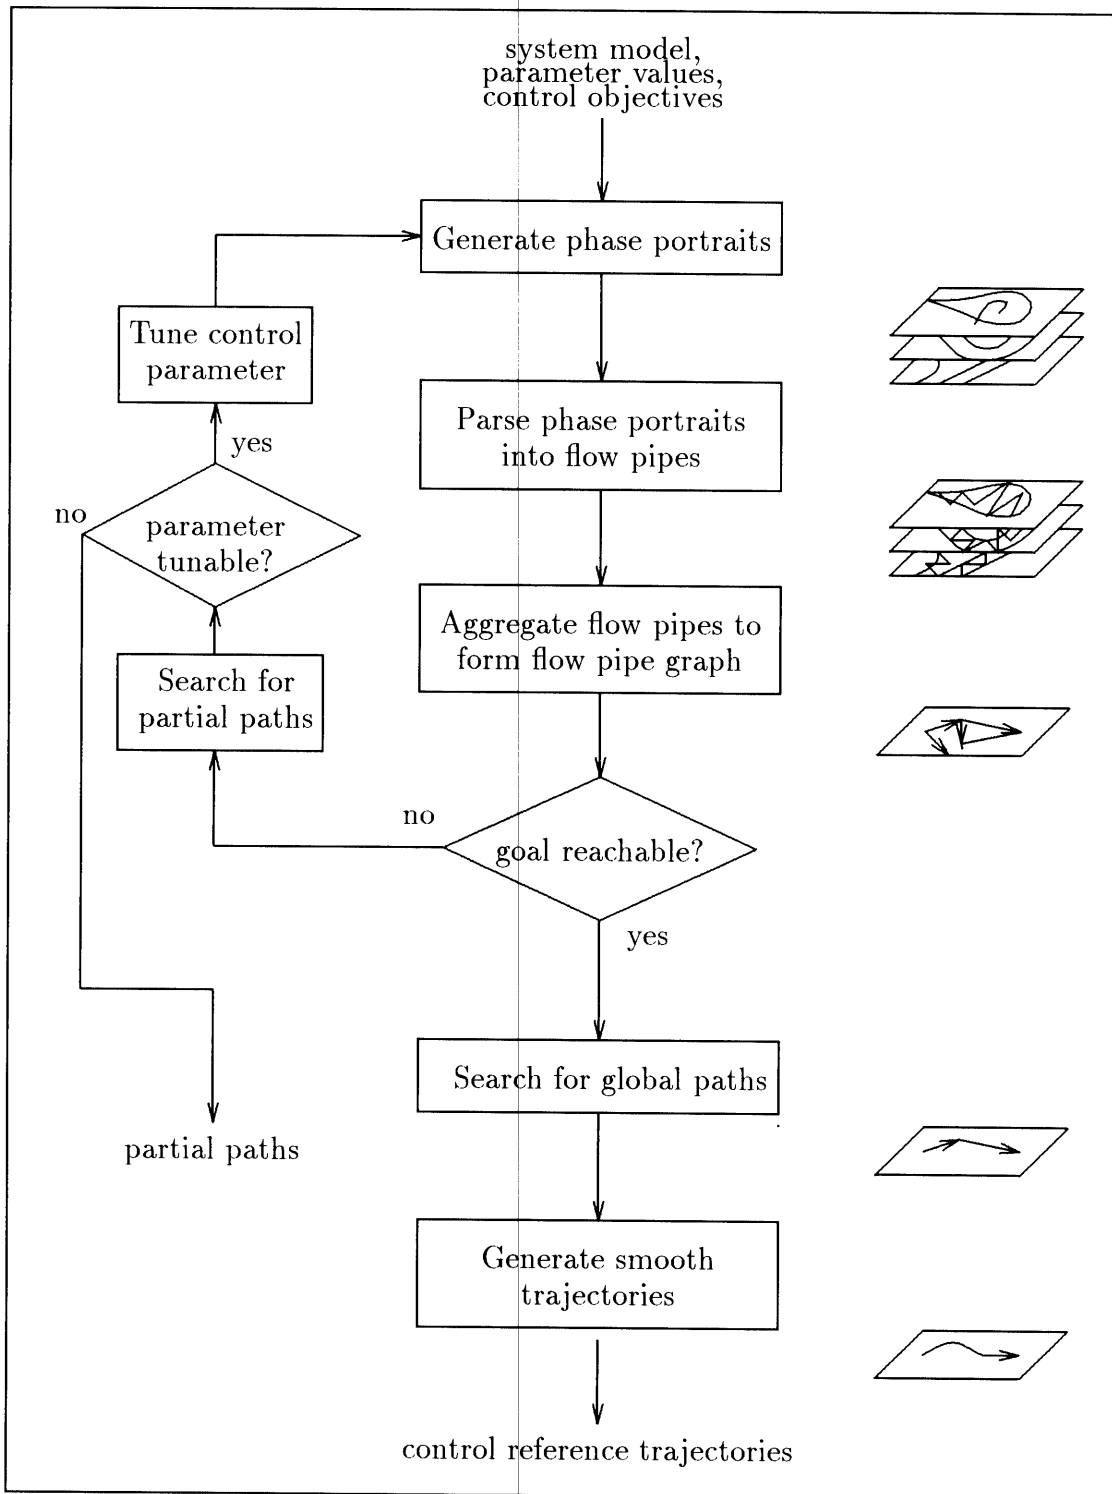 system model,
parameter values,
control objectives
Generate phase portraits
Tune control
parameter
Parse phase portraits
into flow pipes
yes
no
parameter
tunable?
Aggregate flow pipes to
form flow pipe graph
Search for
partial paths
no
goal reachable?
yes
Search for global paths
partial paths
Generate smooth
trajectories
control reference trajectories